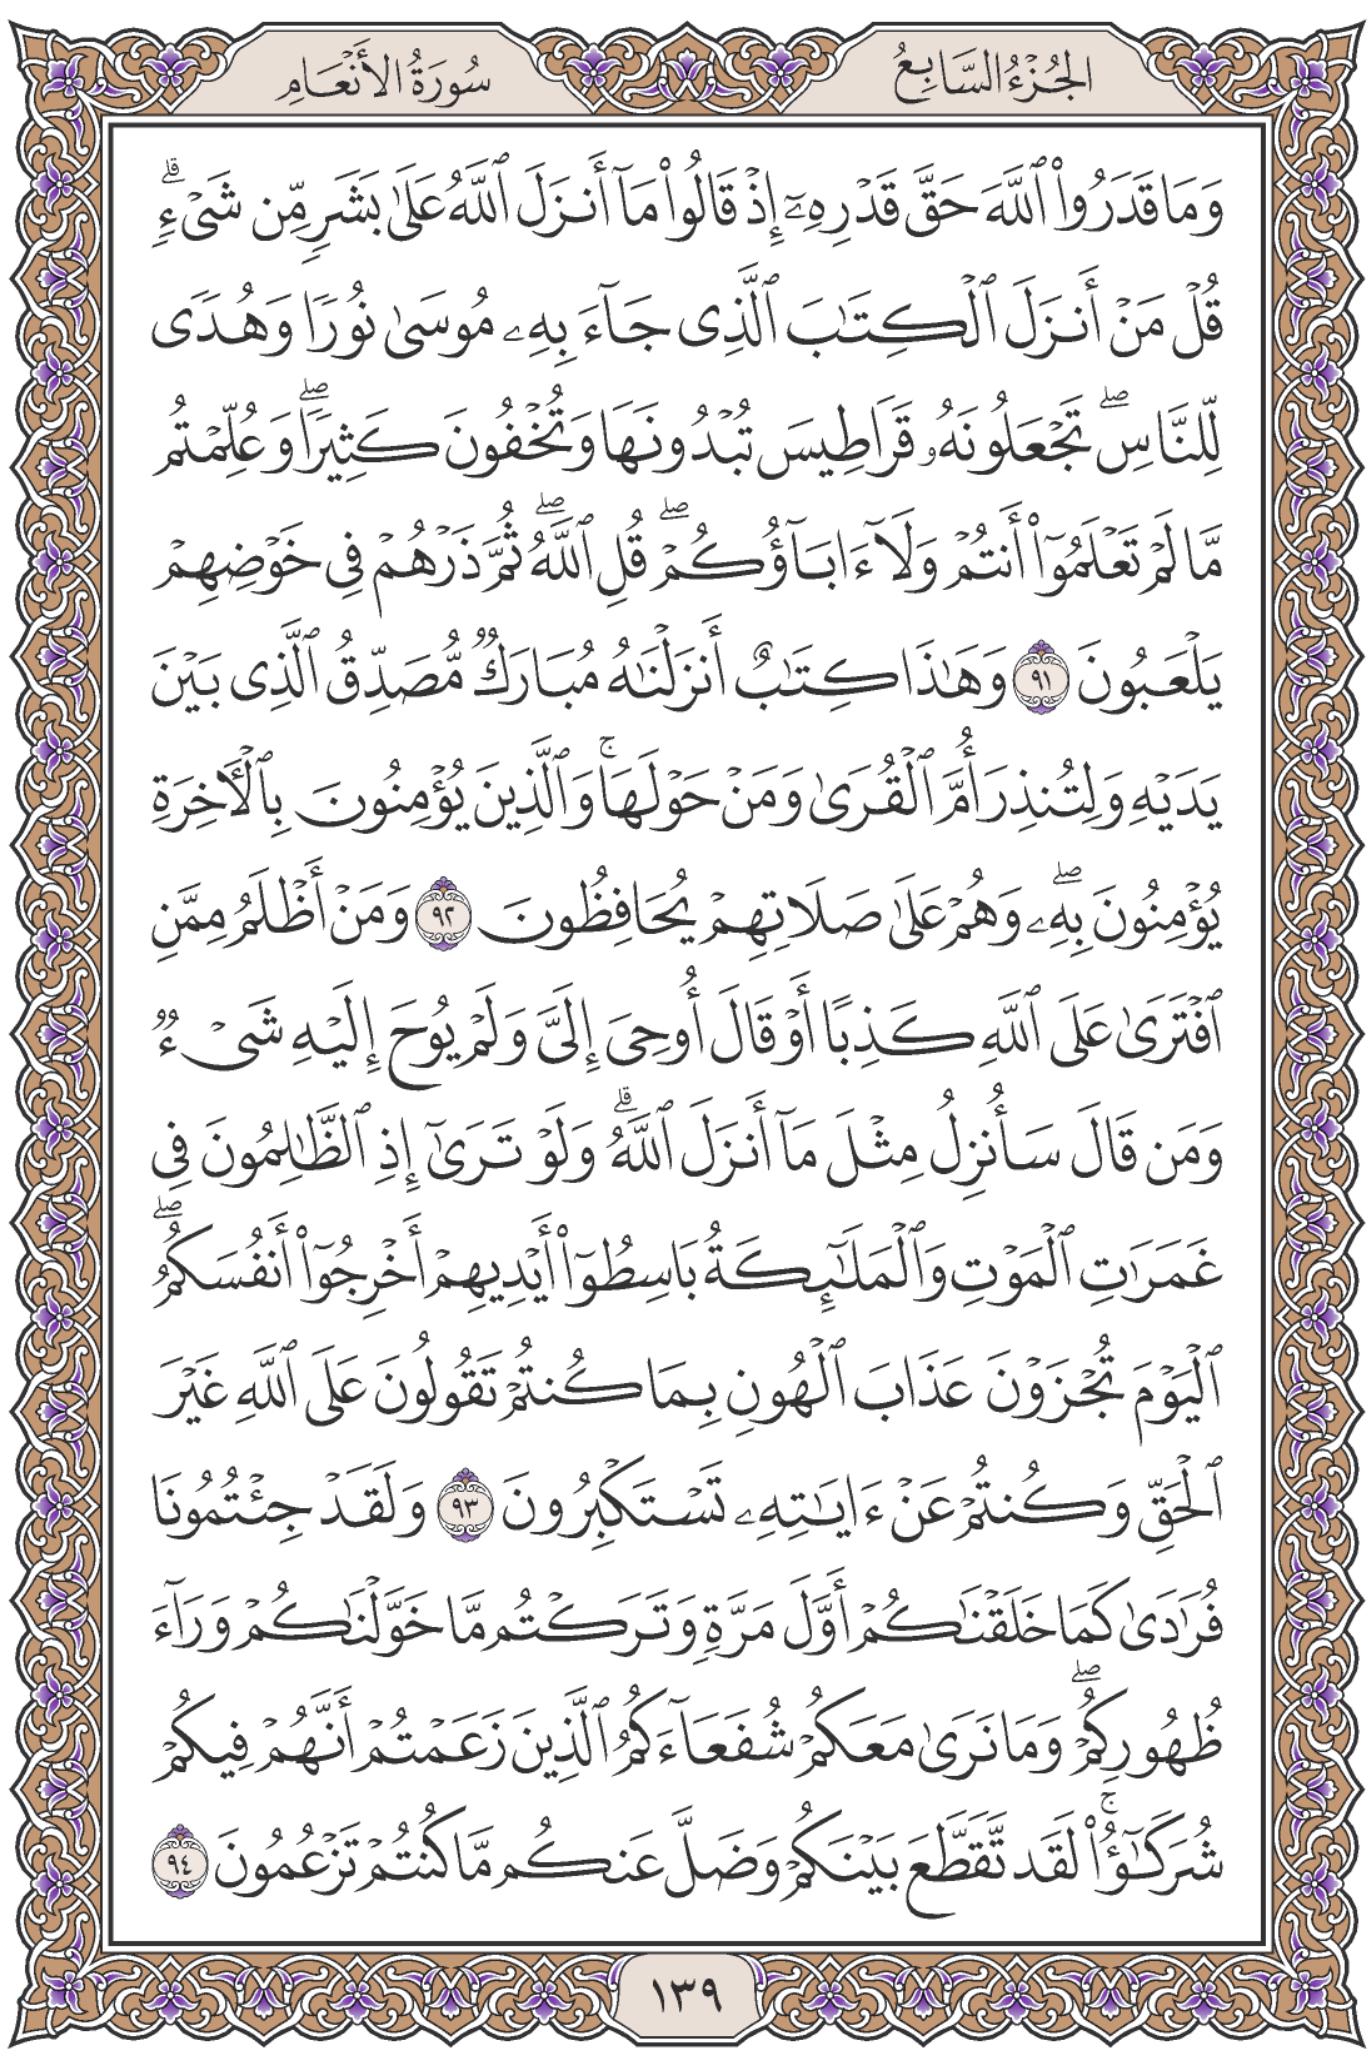 الجُزْءُ السَّابِعُ
سُورَةُ الأَنْعَامِ
وَمَا قَدَرُوا۟ ٱللَّهَ حَقَّ قَدْرِهِۦٓ إِذْ قَالُوا۟ مَآ أَنزَلَ ٱللَّهُ عَلَىٰ بَشَرٍ مِّن شَىْءٍ ۗ
قُلْ مَنْ أَنزَلَ ٱلْكِتَـٰبَ ٱلَّذِى جَآءَ بِهِۦ مُوسَىٰ نُورًا وَهُدًى
لِّلنَّاسِ ۖ تَجْعَلُونَهُۥ قَرَاطِيسَ تُبْدُونَهَا وَتُخْفُونَ كَثِيرًا ۖ وَعُلِّمْتُم
مَّا لَمْ تَعْلَمُوٓا۟ أَنتُمْ وَلَآ ءَابَآؤُكُمْ ۖ قُلِ ٱللَّهُ ۖ ثُمَّ ذَرْهُمْ فِى خَوْضِهِمْ
يَلْعَبُونَ ٩١ وَهَـٰذَا كِتَـٰبٌ أَنزَلْنَـٰهُ مُبَارَكٌ مُّصَدِّقُ ٱلَّذِى بَيْنَ
يَدَيْهِ وَلِتُنذِرَ أُمَّ ٱلْقُرَىٰ وَمَنْ حَوْلَهَا ۚ وَٱلَّذِينَ يُؤْمِنُونَ بِٱلْـَٔاخِرَةِ
يُؤْمِنُونَ بِهِۦ ۖ وَهُمْ عَلَىٰ صَلَاتِهِمْ يُحَافِظُونَ ٩٢ وَمَنْ أَظْلَمُ مِمَّنِ
ٱفْتَرَىٰ عَلَى ٱللَّهِ كَذِبًا أَوْ قَالَ أُوحِىَ إِلَىَّ وَلَمْ يُوحَ إِلَيْهِ شَىْءٌ
وَمَن قَالَ سَأُنزِلُ مِثْلَ مَآ أَنزَلَ ٱللَّهُ ۗ وَلَوْ تَرَىٰٓ إِذِ ٱلظَّـٰلِمُونَ فِى
غَمَرَٰتِ ٱلْمَوْتِ وَٱلْمَلَـٰٓئِكَةُ بَاسِطُوٓا۟ أَيْدِيهِمْ أَخْرِجُوٓا۟ أَنفُسَكُمُ ۖ
ٱلْيَوْمَ تُجْزَوْنَ عَذَابَ ٱلْهُونِ بِمَا كُنتُمْ تَقُولُونَ عَلَى ٱللَّهِ غَيْرَ
ٱلْحَقِّ وَكُنتُمْ عَنْ ءَايَـٰتِهِۦ تَسْتَكْبِرُونَ ٩٣ وَلَقَدْ جِئْتُمُونَا
فُرَٰدَىٰ كَمَا خَلَقْنَـٰكُمْ أَوَّلَ مَرَّةٍ وَتَرَكْتُم مَّا خَوَّلْنَـٰكُمْ وَرَآءَ
ظُهُورِكُمْ ۖ وَمَا نَرَىٰ مَعَكُمْ شُفَعَآءَكُمُ ٱلَّذِينَ زَعَمْتُمْ أَنَّهُمْ فِيكُمْ
شُرَكَـٰٓؤُا۟ ۚ لَقَد تَّقَطَّعَ بَيْنَكُمْ وَضَلَّ عَنكُم مَّا كُنتُمْ تَزْعُمُونَ ٩٤
١٣٩